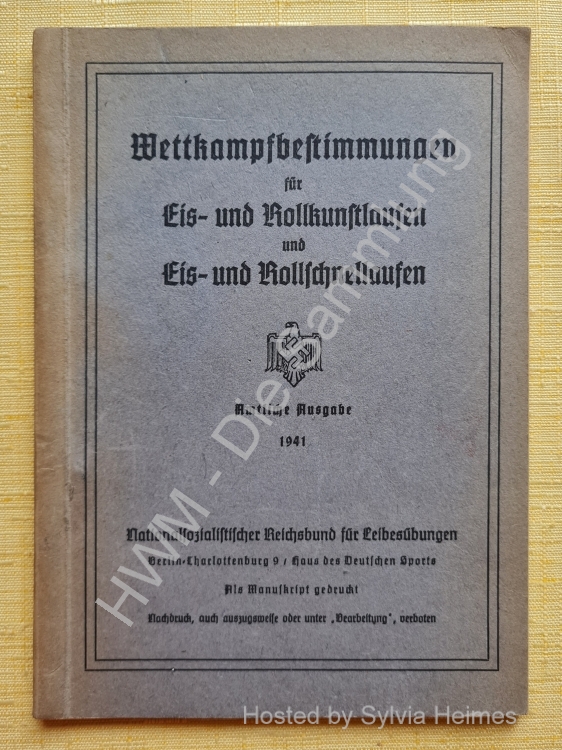 Wettkampfbestimmungen
für
Eis- und Rollkunstlaufen
und
Eis- und Rollschnellaufen
Amtliche Ausgabe
1941
Nationalsozialistischer Reichsbund für Leibesübungen
Berlin-Charlottenburg 9 / Haus des Deutschen Sports
Als Manuskript gedruckt
Nachdruck, auch auszugsweise oder unter „Bearbeitung“, verboten
HWM - Die Sammlung
Hosted by Sylvia Heimes